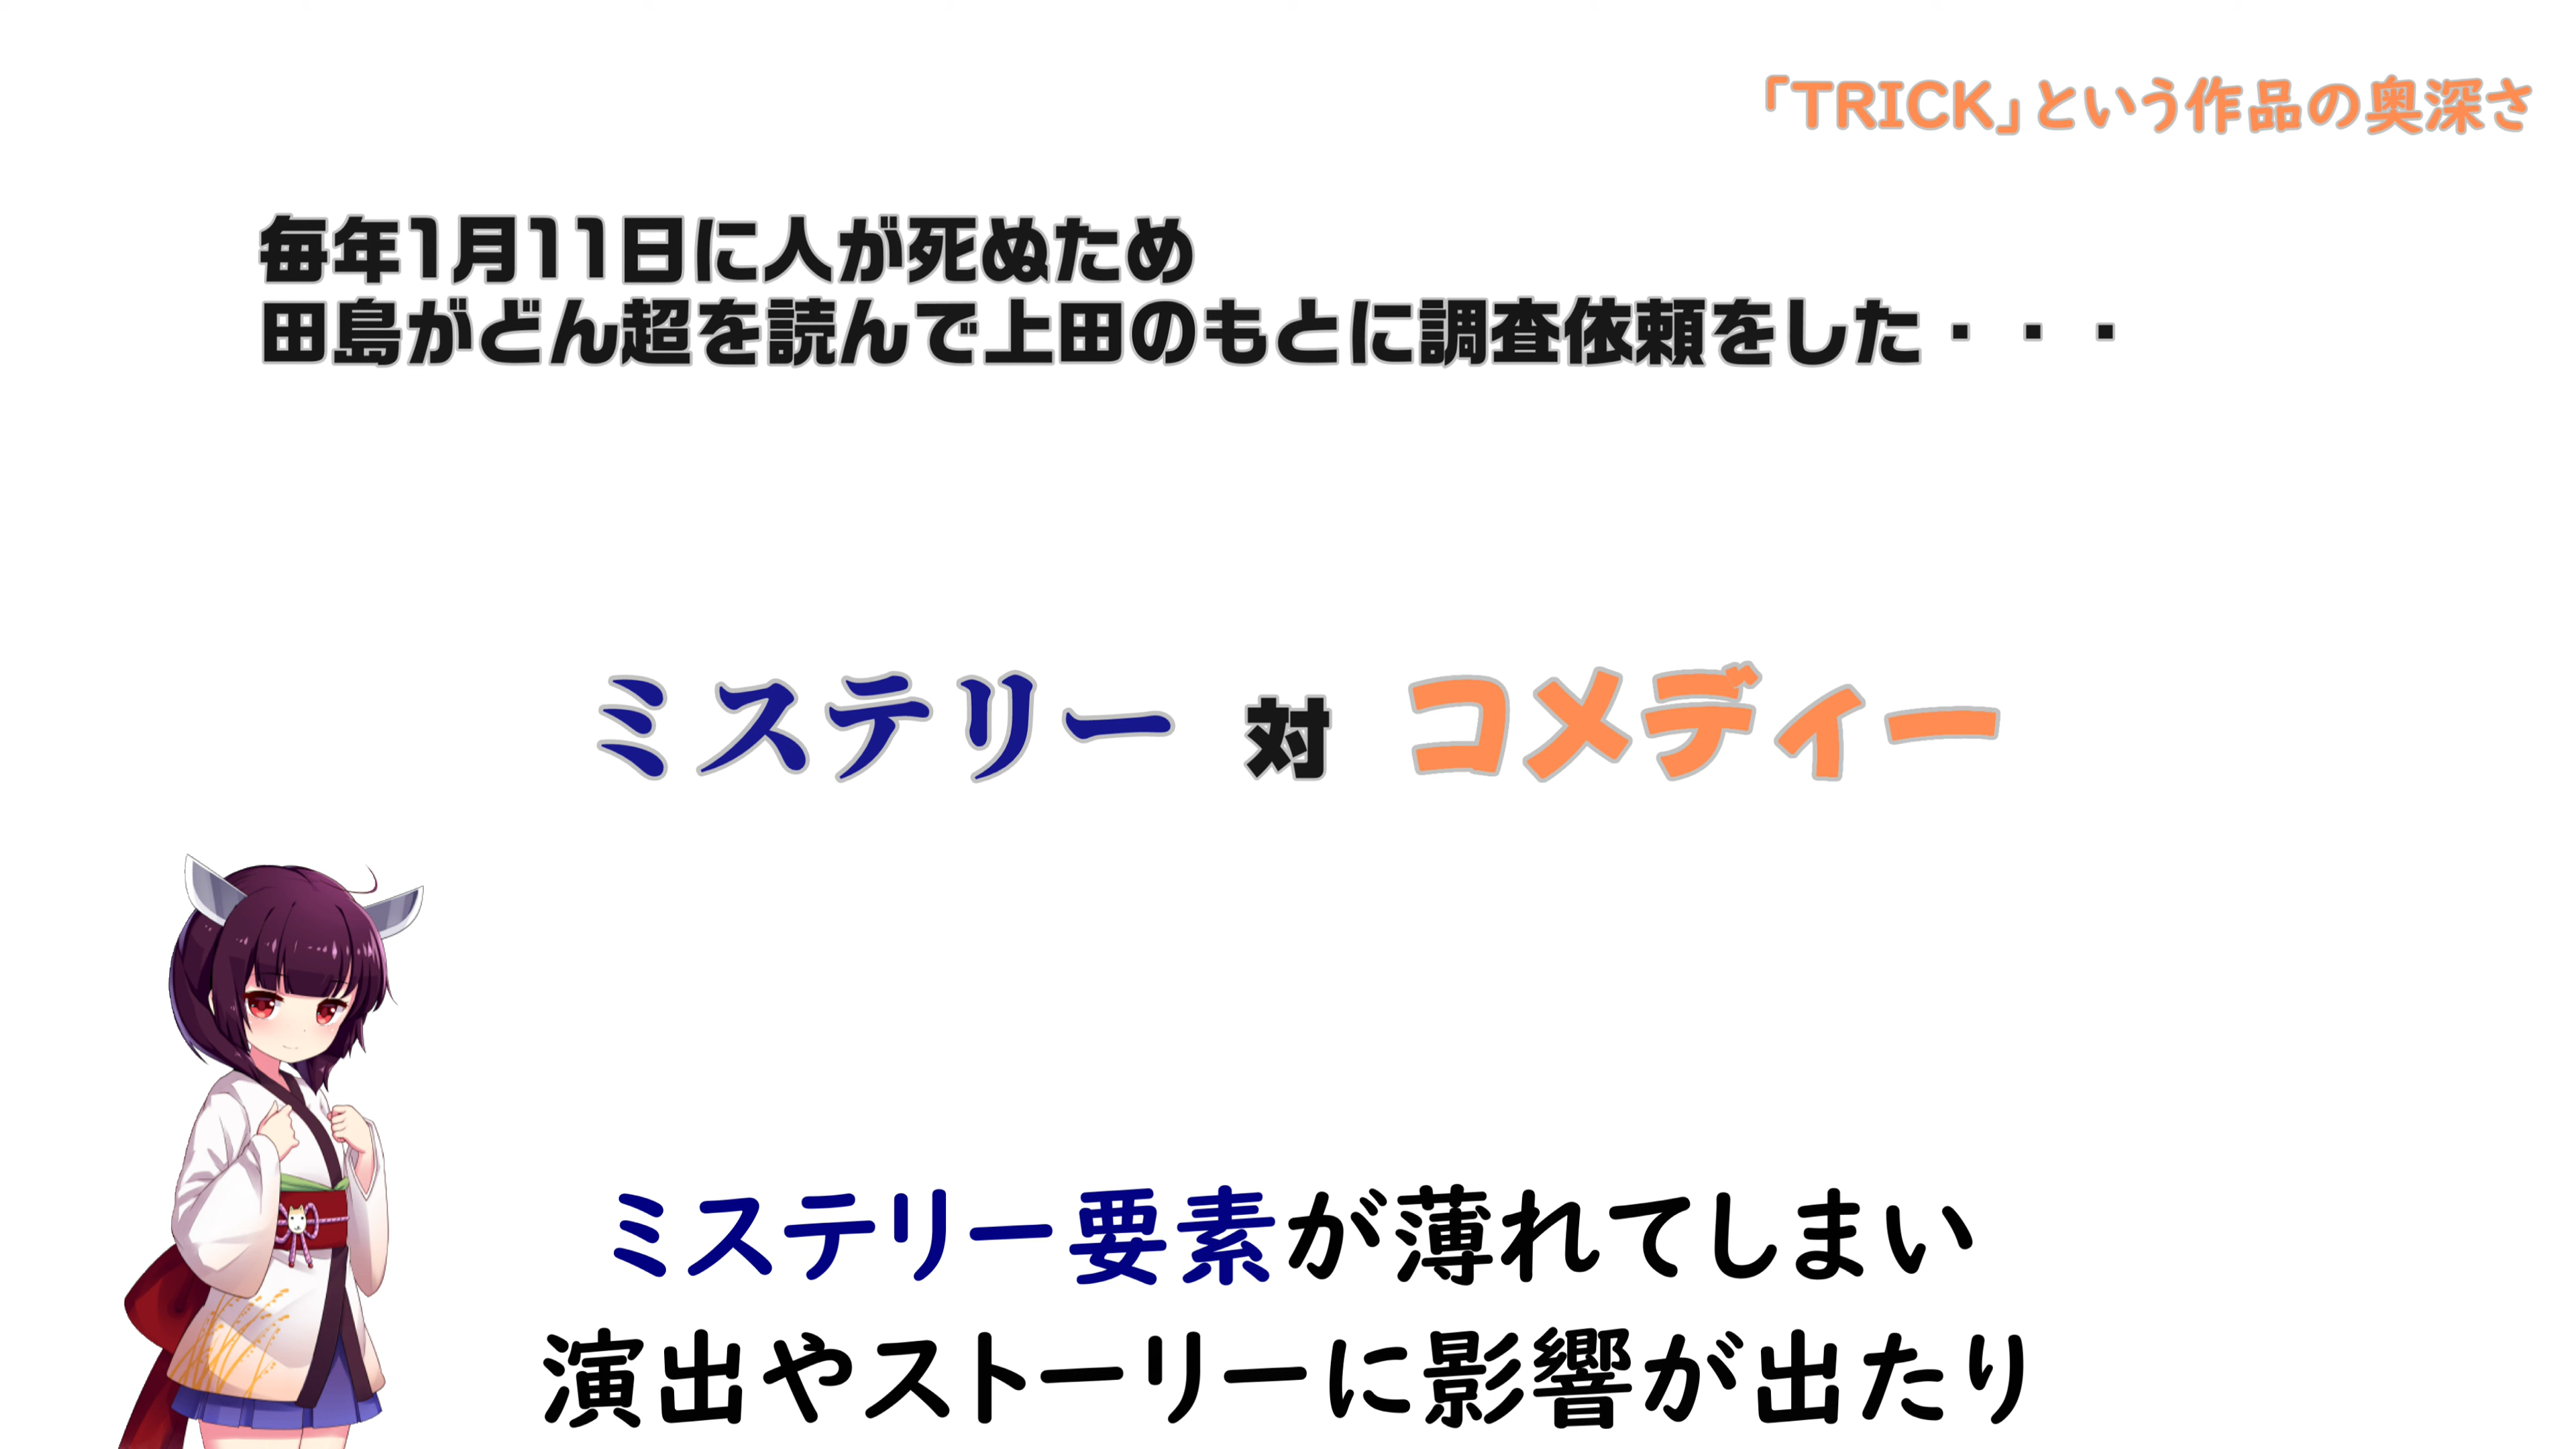 「TRICK」という作品の奥深さ
毎年1月11日に人が死ぬため
田島がどん超を読んで上田のもとに調査依頼をした・・・
ミステリー 対 コメディー
ミステリー要素が薄れてしまい
演出やストーリーに影響が出たり